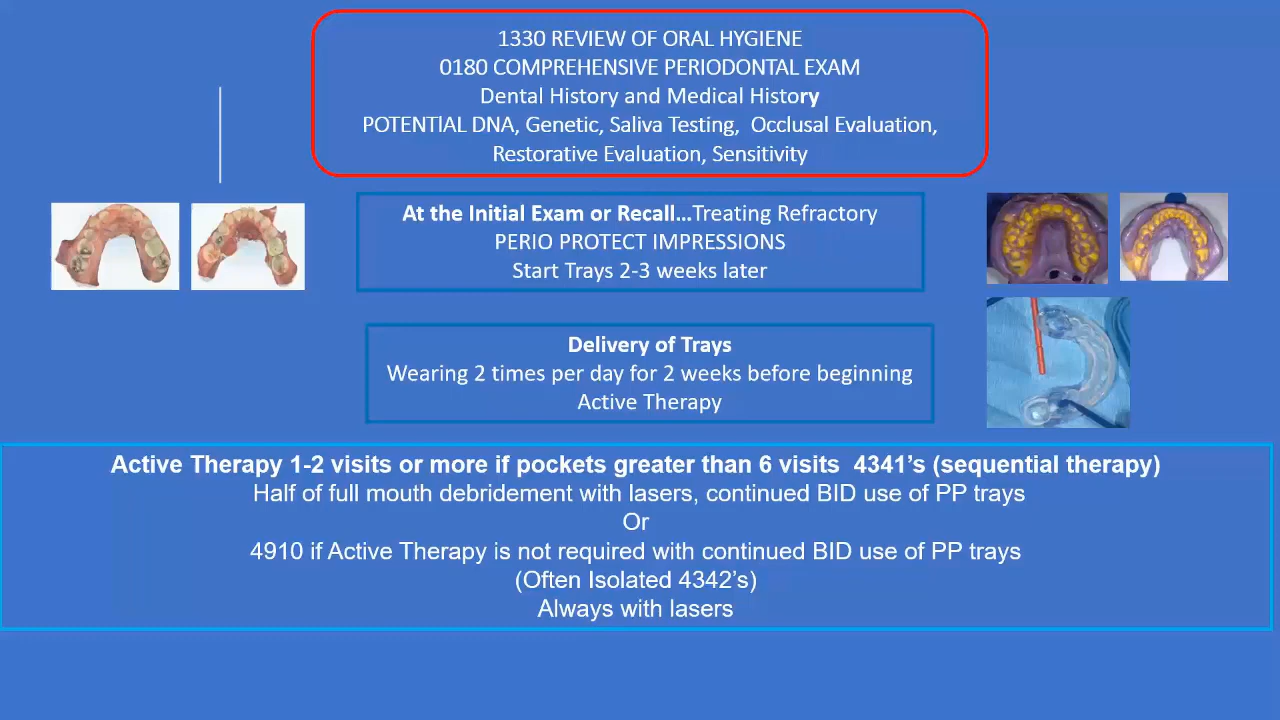 1330 REVIEW OF ORAL HYGIENE
0180 COMPREHENSIVE PERIODONTAL EXAM
Dental History and Medical History
POTENTIAL DNA, Genetic, Saliva Testing, Occlusal Evaluation,
Restorative Evaluation, Sensitivity
At the Initial Exam or Recall...Treating Refractory
PERIO PROTECT IMPRESSIONS
Start Trays 2-3 weeks later
Delivery of Trays
Wearing 2 times per day for 2 weeks before beginning
Active Therapy
Active Therapy 1-2 visits or more if pockets greater than 6 visits 4341’s (sequential therapy)
Half of full mouth debridement with lasers, continued BID use of PP trays
Or
4910 if Active Therapy is not required with continued BID use of PP trays
(Often Isolated 4342’s)
Always with lasers